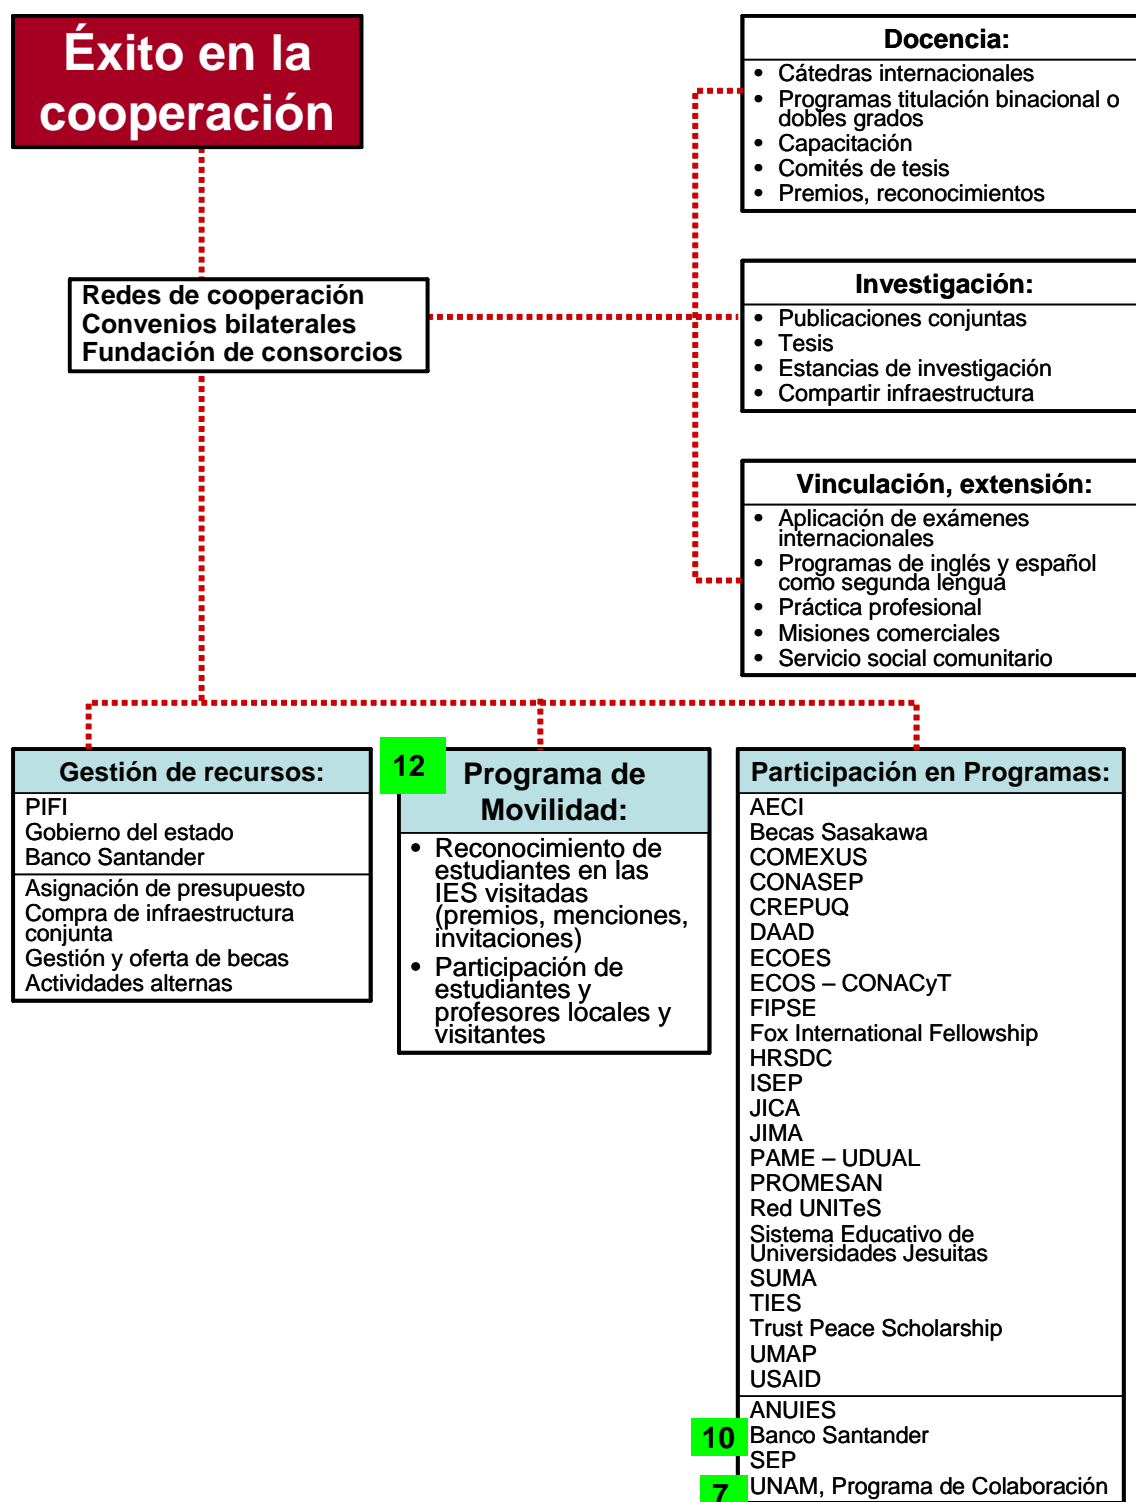 Éxito en la
cooperación
Docencia:
• Cátedras internacionales
• Programas titulación binacional o
dobles grados
• Capacitación
• Comités de tesis
• Premios, reconocimientos
Redes de cooperación
Convenios bilaterales
Fundación de consorcios
Investigación:
• Publicaciones conjuntas
• Tesis
• Estancias de investigación
• Compartir infraestructura
Vinculación, extensión:
• Aplicación de exámenes
internacionales
• Programas de inglés y español
como segunda lengua
• Práctica profesional
• Misiones comerciales
• Servicio social comunitario
Gestión de recursos:
PIFI
Gobierno del estado
Banco Santander
Asignación de presupuesto
Compra de infraestructura
conjunta
Gestión y oferta de becas
Actividades alternas
12
Programa de
Movilidad:
• Reconocimiento de
estudiantes en las
IES visitadas
(premios, menciones,
invitaciones)
• Participación de
estudiantes y
profesores locales y
visitantes
Participación en Programas:
AECI
Becas Sasakawa
COMEXUS
CONASEP
CREPUQ
DAAD
ECOES
ECOS – CONACyT
FIPSE
Fox International Fellowship
HRSDC
ISEP
JICA
JIMA
PAME – UDUAL
PROMESAN
Red UNITeS
Sistema Educativo de
Universidades Jesuitas
SUMA
TIES
Trust Peace Scholarship
UMAP
USAID
ANUIES
10 Banco Santander
SEP
7 UNAM, Programa de Colaboración